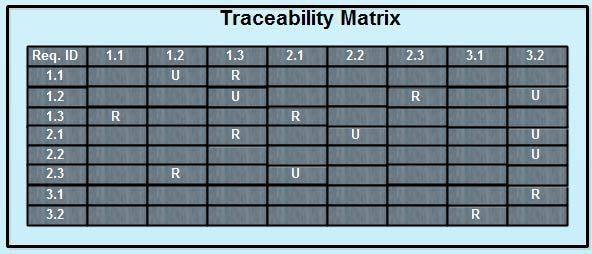 Traceability Matrix
Req. ID 1.1 1.2 1.3 2.1 2.2 2.3 3.1 3.2
1.1 U R
1.2 U R U
1.3 R R
2.1 R U U
2.2 U
2.3 R U
3.1 R
3.2 R